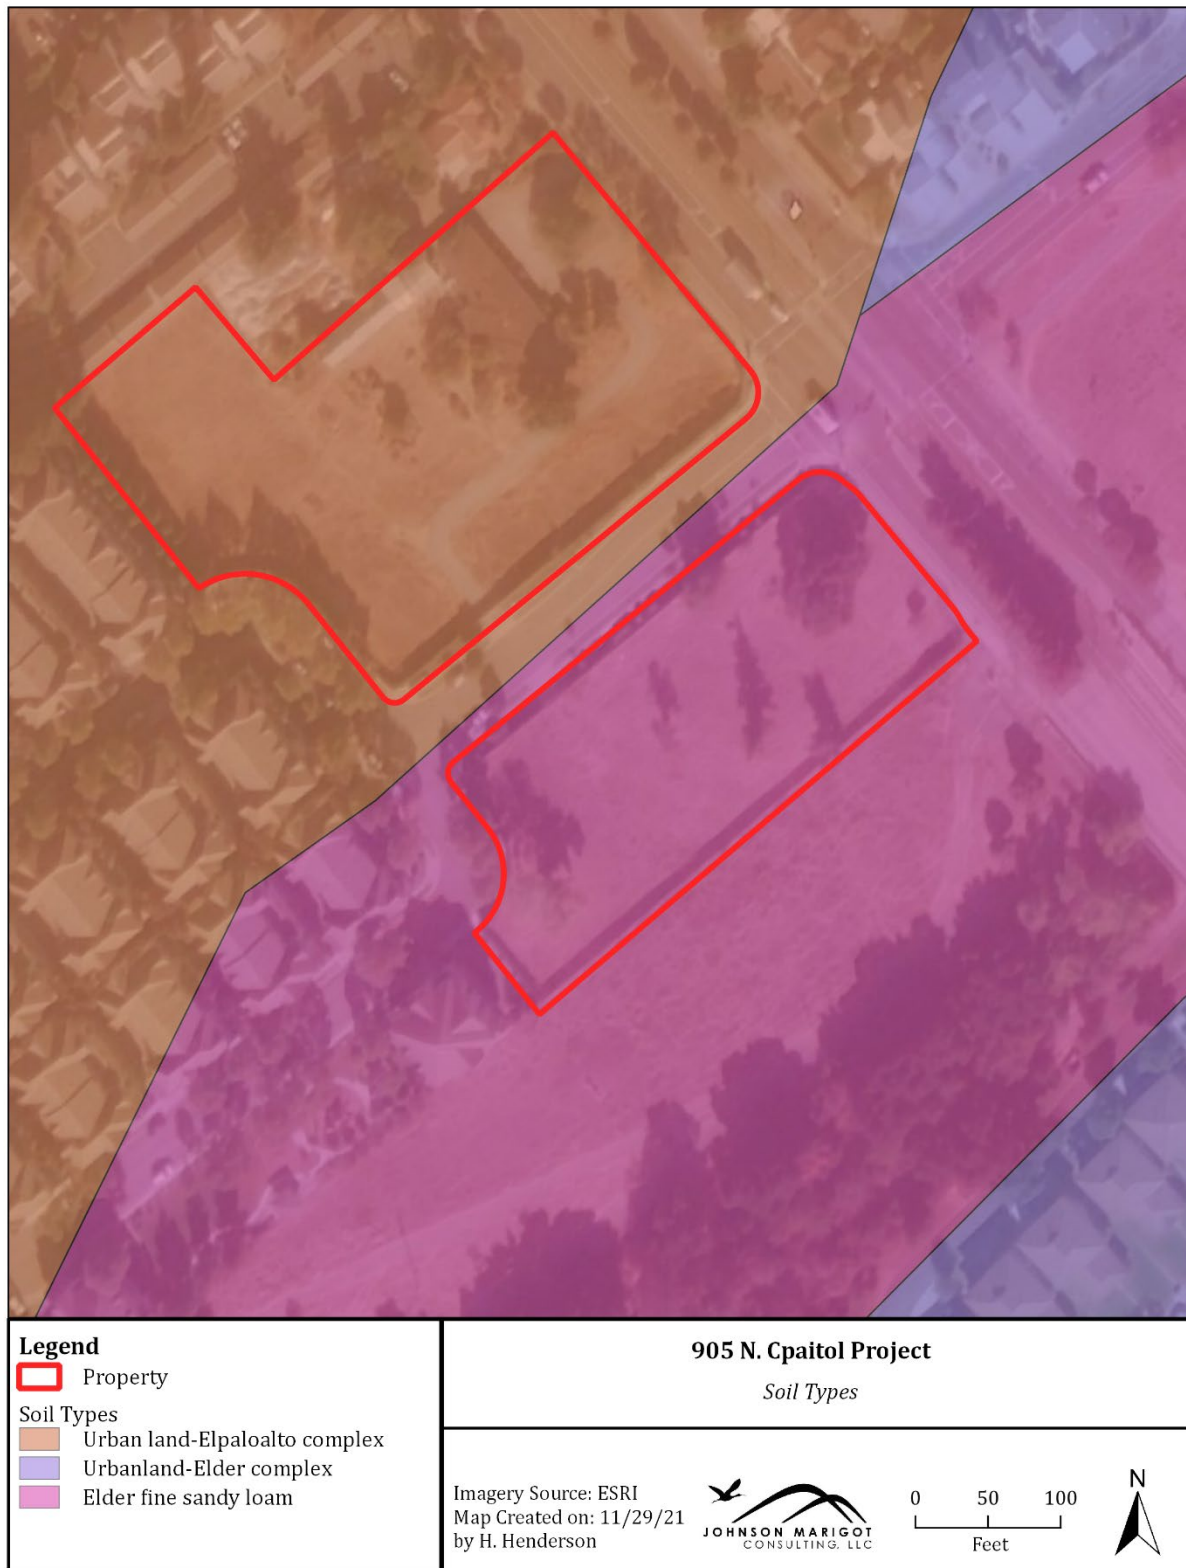 Legend
Property
Soil Types
Urban land-Elpaloalto complex
Urbanland-Elder complex
Elder fine sandy loam
905 N. Cpaitol Project
Soil Types
Imagery Source: ESRI
Map Created on: 11/29/21
by H. Henderson
JOHNSON MARIGOT
CONSULTING, LLC
0 50 100
Feet
N